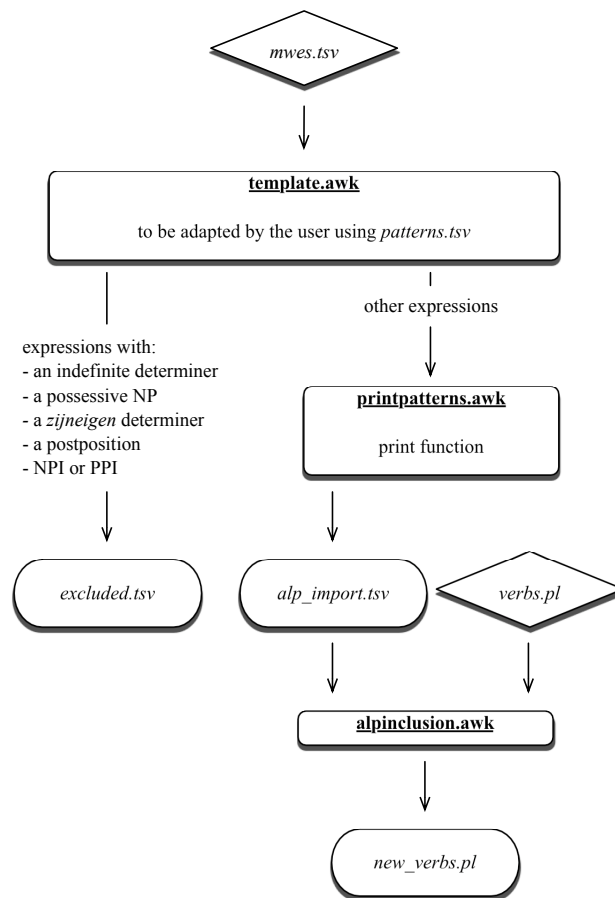 mwes.tsv
template.awk
to be adapted by the user using patterns.tsv
other expressions
expressions with:
- an indefinite determiner
- a possessive NP
- a zijneigen determiner
- a postposition
- NPI or PPI
printpatterns.awk
print function
excluded.tsv
alp_import.tsv
verbs.pl
alpinclusion.awk
new_verbs.pl